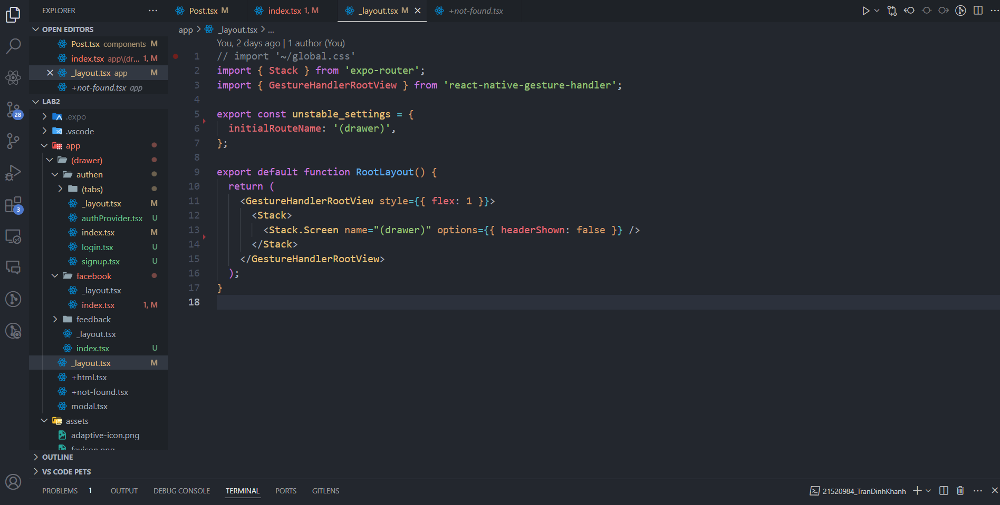 EXPLORER
OPEN EDITORS
Post.tsx components M
index.tsx app\(dr... 1, M
_layout.tsx app M
+not-found.tsx app
LAB2
.expo
.vscode
app
(drawer)
authen
(tabs)
_layout.tsx M
authProvider.tsx U
index.tsx M
login.tsx U
signup.tsx U
facebook
_layout.tsx
index.tsx 1, M
feedback
_layout.tsx
index.tsx U
_layout.tsx M
+html.tsx
+not-found.tsx
modal.tsx
assets
adaptive-icon.png
favicon.png
OUTLINE
VS CODE PETS
28
3
Post.tsx M
index.tsx 1, M
_layout.tsx M
+not-found.tsx
app > _layout.tsx > ...
You, 2 days ago | 1 author (You)
1 // import '~/global.css'
2 import { Stack } from 'expo-router';
3 import { GestureHandlerRootView } from 'react-native-gesture-handler';
4
5 export const unstable_settings = {
6 initialRouteName: '(drawer)',
7 };
8
9 export default function RootLayout() {
10 return (
11 <GestureHandlerRootView style={{ flex: 1 }}>
12 <Stack>
13 <Stack.Screen name="(drawer)" options={{ headerShown: false }} />
14 </Stack>
15 </GestureHandlerRootView>
16 );
17 }
18
PROBLEMS 1 OUTPUT DEBUG CONSOLE TERMINAL PORTS GITLENS
21520984_TranDinhKhanh